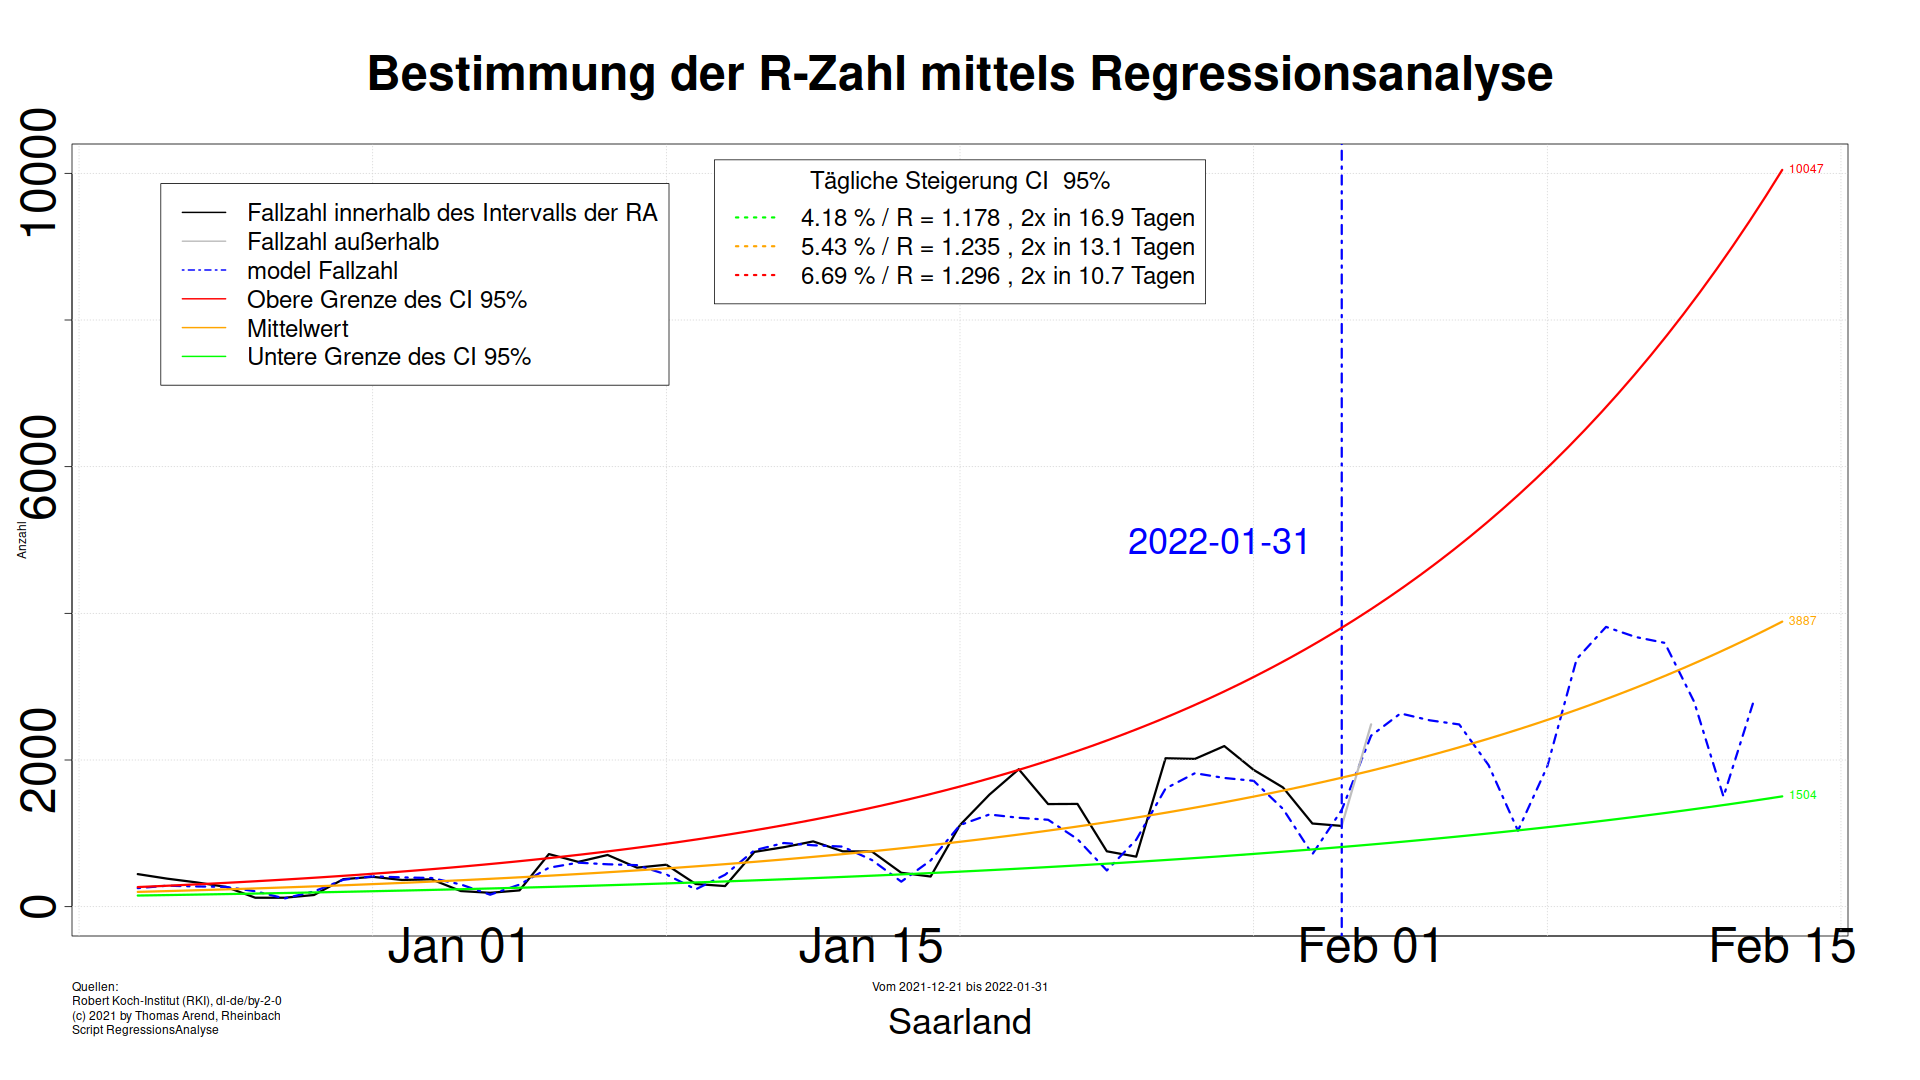 Bestimmung der R-Zahl mittels Regressionsanalyse
10000
6000
2000
0
Anzahl
Fallzahl innerhalb des Intervalls der RA
Fallzahl außerhalb
model Fallzahl
Obere Grenze des CI 95%
Mittelwert
Untere Grenze des CI 95%
Tägliche Steigerung CI  95%
4.18 % / R = 1.178 , 2x in 16.9 Tagen
5.43 % / R = 1.235 , 2x in 13.1 Tagen
6.69 % / R = 1.296 , 2x in 10.7 Tagen
10047
2022-01-31
3887
1504
Jan 01
Jan 15
Feb 01
Feb 15
Quellen:
Robert Koch-Institut (RKI), dl-de/by-2-0
(c) 2021 by Thomas Arend, Rheinbach
Script RegressionsAnalyse
Vom 2021-12-21 bis 2022-01-31
Saarland